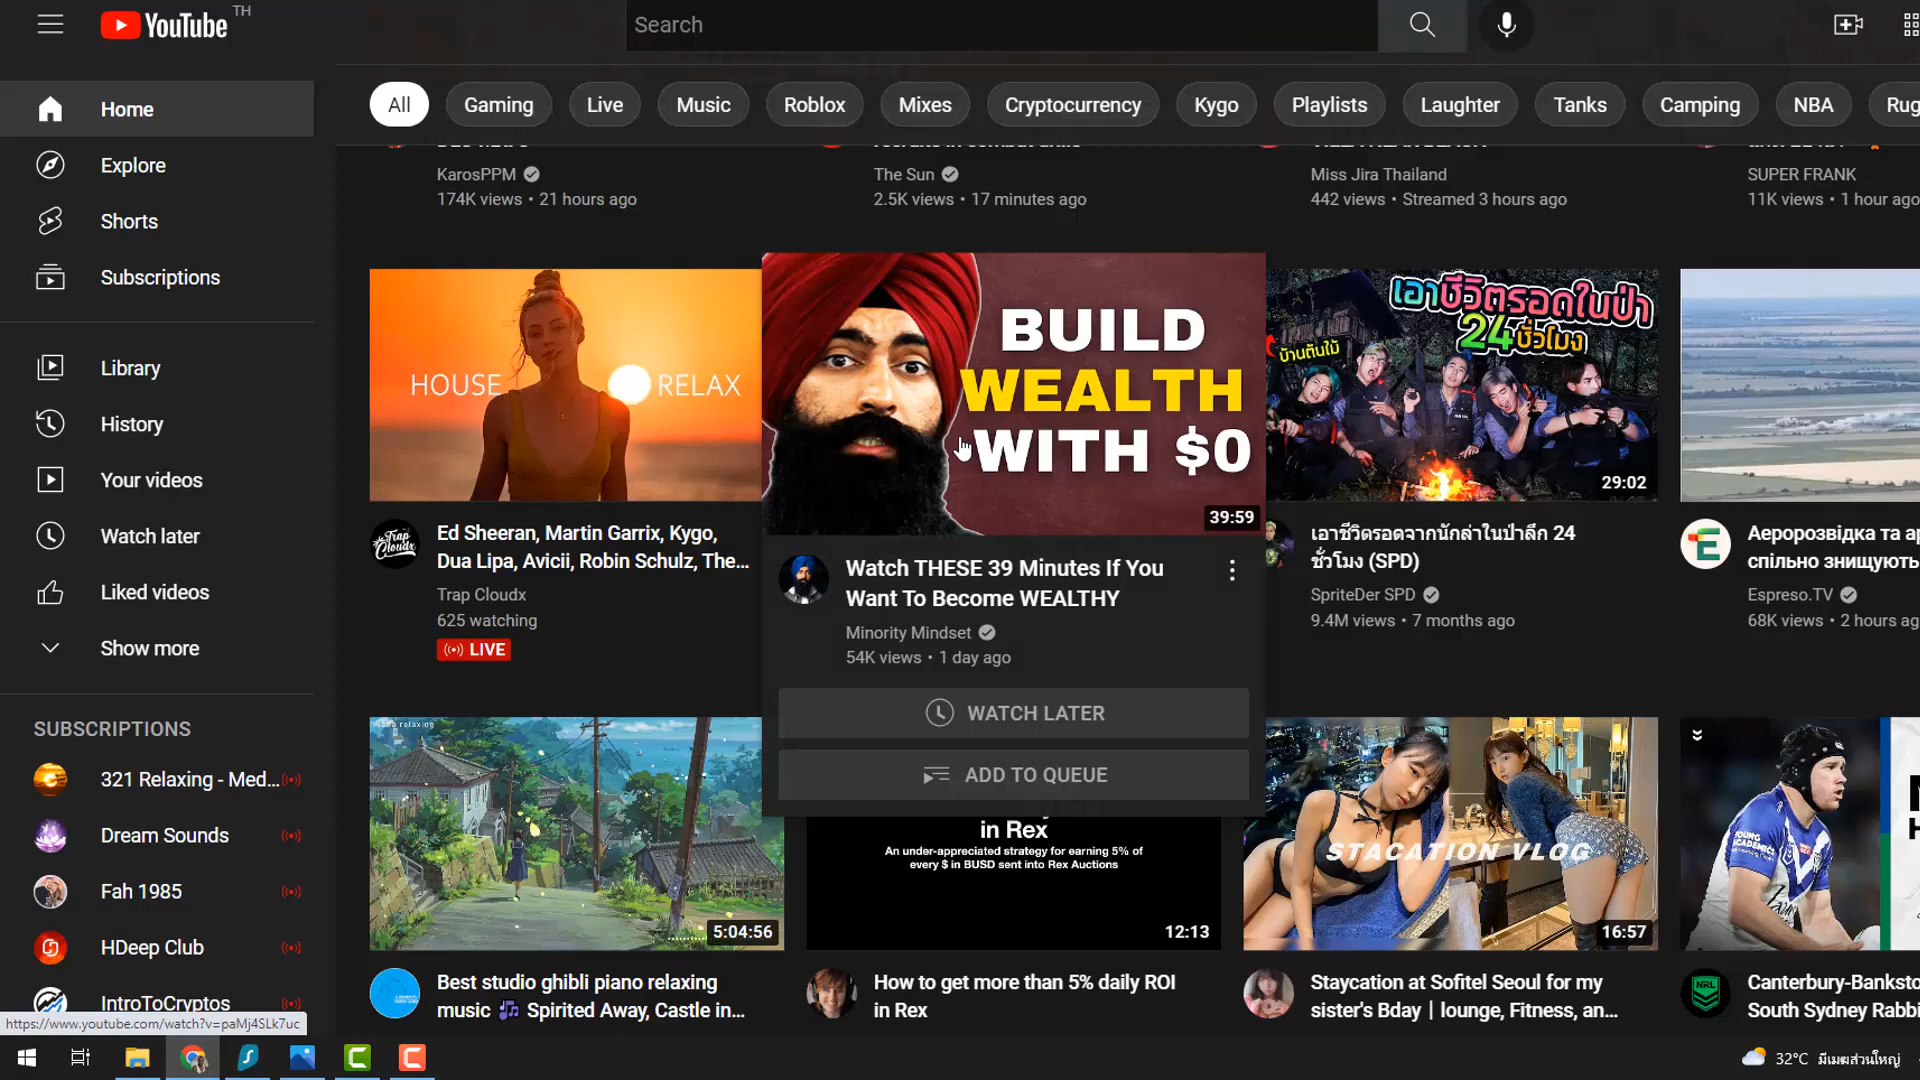 YouTube TH
Search
All
Gaming
Live
Music
Roblox
Mixes
Cryptocurrency
Kygo
Playlists
Laughter
Tanks
Camping
NBA
Rug
Home
Explore
Shorts
Subscriptions
Library
History
Your videos
Watch later
Liked videos
Show more
SUBSCRIPTIONS
321 Relaxing - Med...
Dream Sounds
Fah 1985
HDeep Club
IntroToCryptos
KarosPPM
174K views • 21 hours ago
The Sun
2.5K views • 17 minutes ago
Miss Jira Thailand
442 views • Streamed 3 hours ago
SUPER FRANK
11K views • 1 hour ago
HOUSE RELAX
Trap Cloudx
Ed Sheeran, Martin Garrix, Kygo,
Dua Lipa, Avicii, Robin Schulz, The...
Trap Cloudx
625 watching
LIVE
BUILD
WEALTH
WITH $0
39:59
Watch THESE 39 Minutes If You
Want To Become WEALTHY
Minority Mindset
54K views • 1 day ago
WATCH LATER
ADD TO QUEUE
เอาชีวิตรอดในป่า
24ชั่วโมง
บ้านต้นไม้
29:02
เอาชีวิตรอดจากนักล่าในป่าลึก 24
ชั่วโมง (SPD)
SpriteDer SPD
9.4M views • 7 months ago
Аеророзвідка та ар
спільно знищують
Espreso.TV
68K views • 2 hours ag
Piano relaxing
5:04:56
Best studio ghibli piano relaxing
music 🎶 Spirited Away, Castle in...
in Rex
An under-appreciated strategy for earning 5% of
every $ in BUSD sent into Rex Auctions
12:13
How to get more than 5% daily ROI
in Rex
STACATION VLOG
16:57
Staycation at Sofitel Seoul for my
sister's Bday | lounge, Fitness, an...
YOUNG
ACADEMICS
NRL
Canterbury-Banksto
South Sydney Rabbi
https://www.youtube.com/watch?v=paMj4SLk7uc
32°C มีเมฆส่วนใหญ่